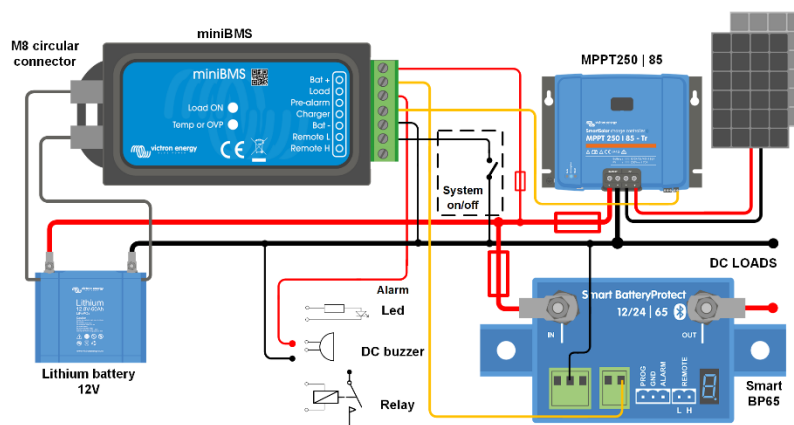 miniBMS
M8 circular
connector
MPPT250 | 85
miniBMS
Load ON
Temp or OVP
victron energy
Bat +
Load
Pre-alarm
Charger
Bat -
Remote L
Remote H
victron energy
SmartSolar charge controller
MPPT 250 | 85 - Tr
System
on/off
DC LOADS
Alarm
Led
DC buzzer
Relay
Lithium
12.8V-60Ah
Lithium battery
12V
Smart BatteryProtect
12/24 | 65
IN
OUT
PROG
GND
ALARM
REMOTE
L H
Smart
BP65